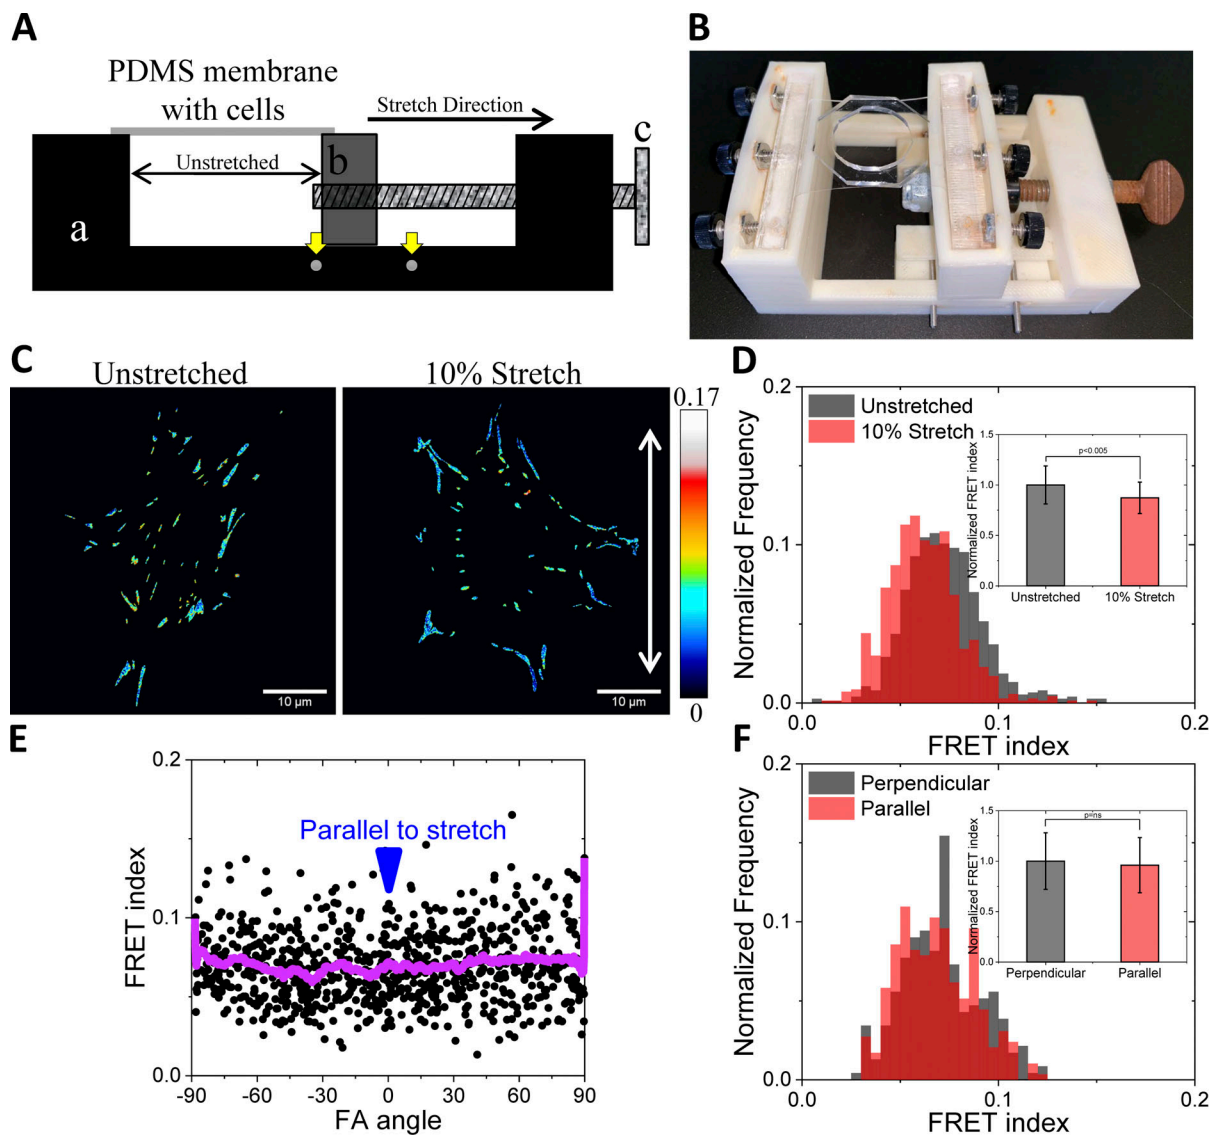 A
PDMS membrane
with cells
Stretch Direction
Unstretched
a
b
c
B
C
Unstretched
10% Stretch
10 µm
10 µm
0.17
0
D
0.2
0.1
0.0
0.0
0.1
0.2
Normalized Frequency
FRET index
Unstretched
10% Stretch
1.5
1.0
0.5
0.0
Normalized FRET index
p<0.005
Unstretched
10% Stretch
E
0.2
0.1
0.0
FRET index
Parallel to stretch
-90
-60
-30
0
30
60
90
FA angle
F
0.2
0.1
0.0
0.0
0.1
0.2
Normalized Frequency
FRET index
Perpendicular
Parallel
1.5
1.0
0.5
0.0
Normalized FRET index
p=ns
Perpendicular
Parallel